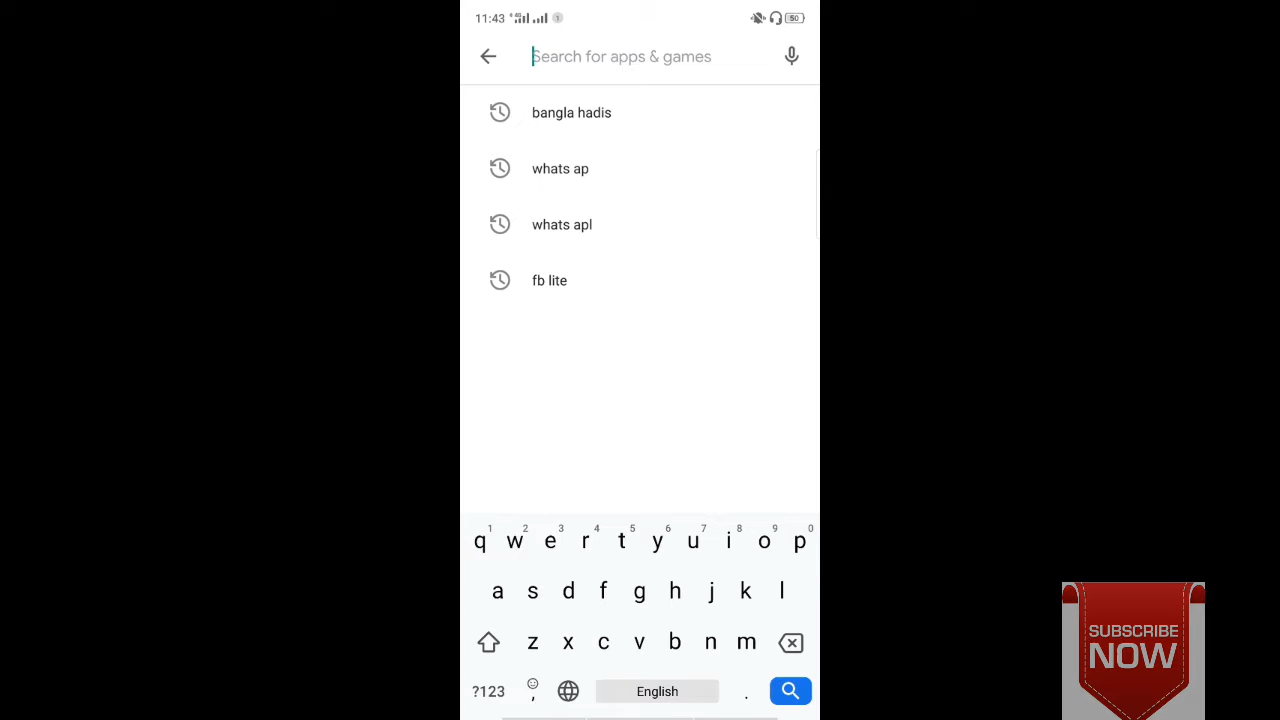 11:43 50
Search for apps & games
bangla hadis
whats ap
whats apl
fb lite
1 2 3 4 5 6 7 8 9 0
q w e r t y u i o p
a s d f g h j k l
z x c v b n m
?123 , English .
SUBSCRIBE
NOW